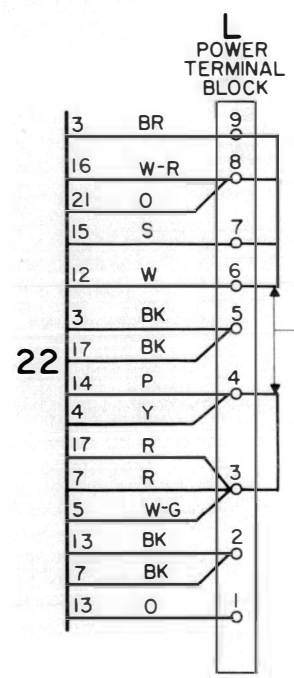 L
POWER
TERMINAL
BLOCK
3 BR 9
16 W-R 8
21 O
15 S 7
12 W 6
3 BK 5
17 BK
22
14 P 4
4 Y
17 R
7 R 3
5 W-G
13 BK 2
7 BK
13 O 1